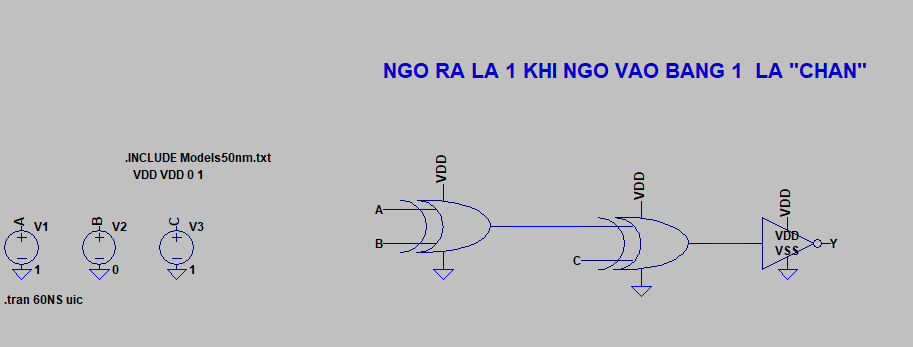 NGO RA LA 1 KHI NGO VAO BANG 1 LA "CHAN"
.INCLUDE Models50nm.txt
VDD VDD 0 1
VDD
VDD
VDD
A
V1
B
V2
C
V3
A
B
C
VDD
VSS
Y
1
0
1
.tran 60NS uic